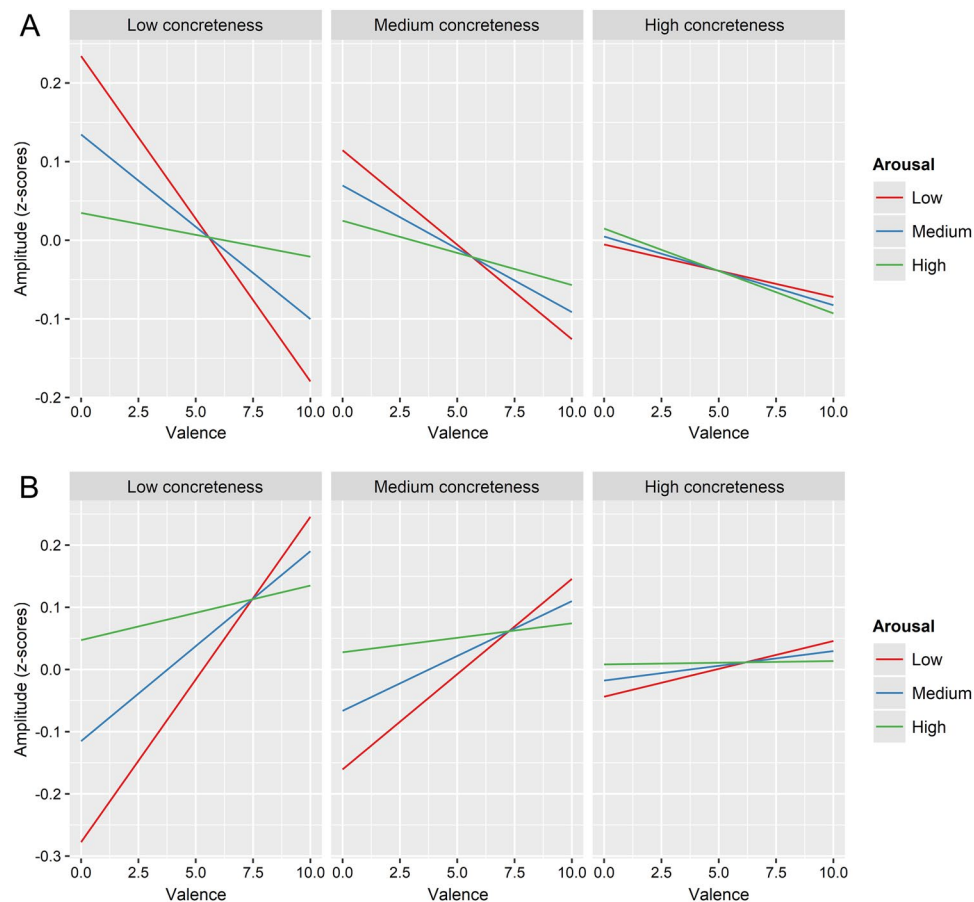 A
Low concreteness
Medium concreteness
High concreteness
Amplitude (z-scores)
0.2
0.1
0.0
-0.1
-0.2
0.0 2.5 5.0 7.5 10.0
0.0 2.5 5.0 7.5 10.0
0.0 2.5 5.0 7.5 10.0
Valence
Valence
Valence
Arousal
Low
Medium
High
B
Low concreteness
Medium concreteness
High concreteness
Amplitude (z-scores)
0.2
0.1
0.0
-0.1
-0.2
-0.3
0.0 2.5 5.0 7.5 10.0
0.0 2.5 5.0 7.5 10.0
0.0 2.5 5.0 7.5 10.0
Valence
Valence
Valence
Arousal
Low
Medium
High